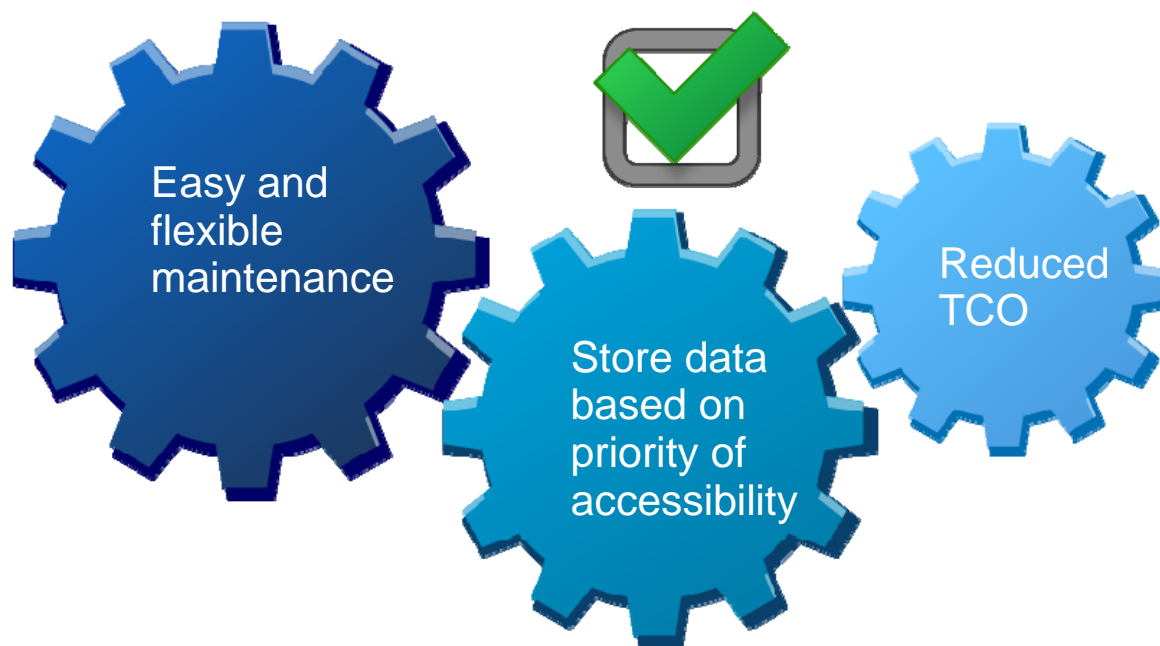 Easy and
flexible
maintenance
Store data
based on
priority of
accessibility
Reduced
TCO